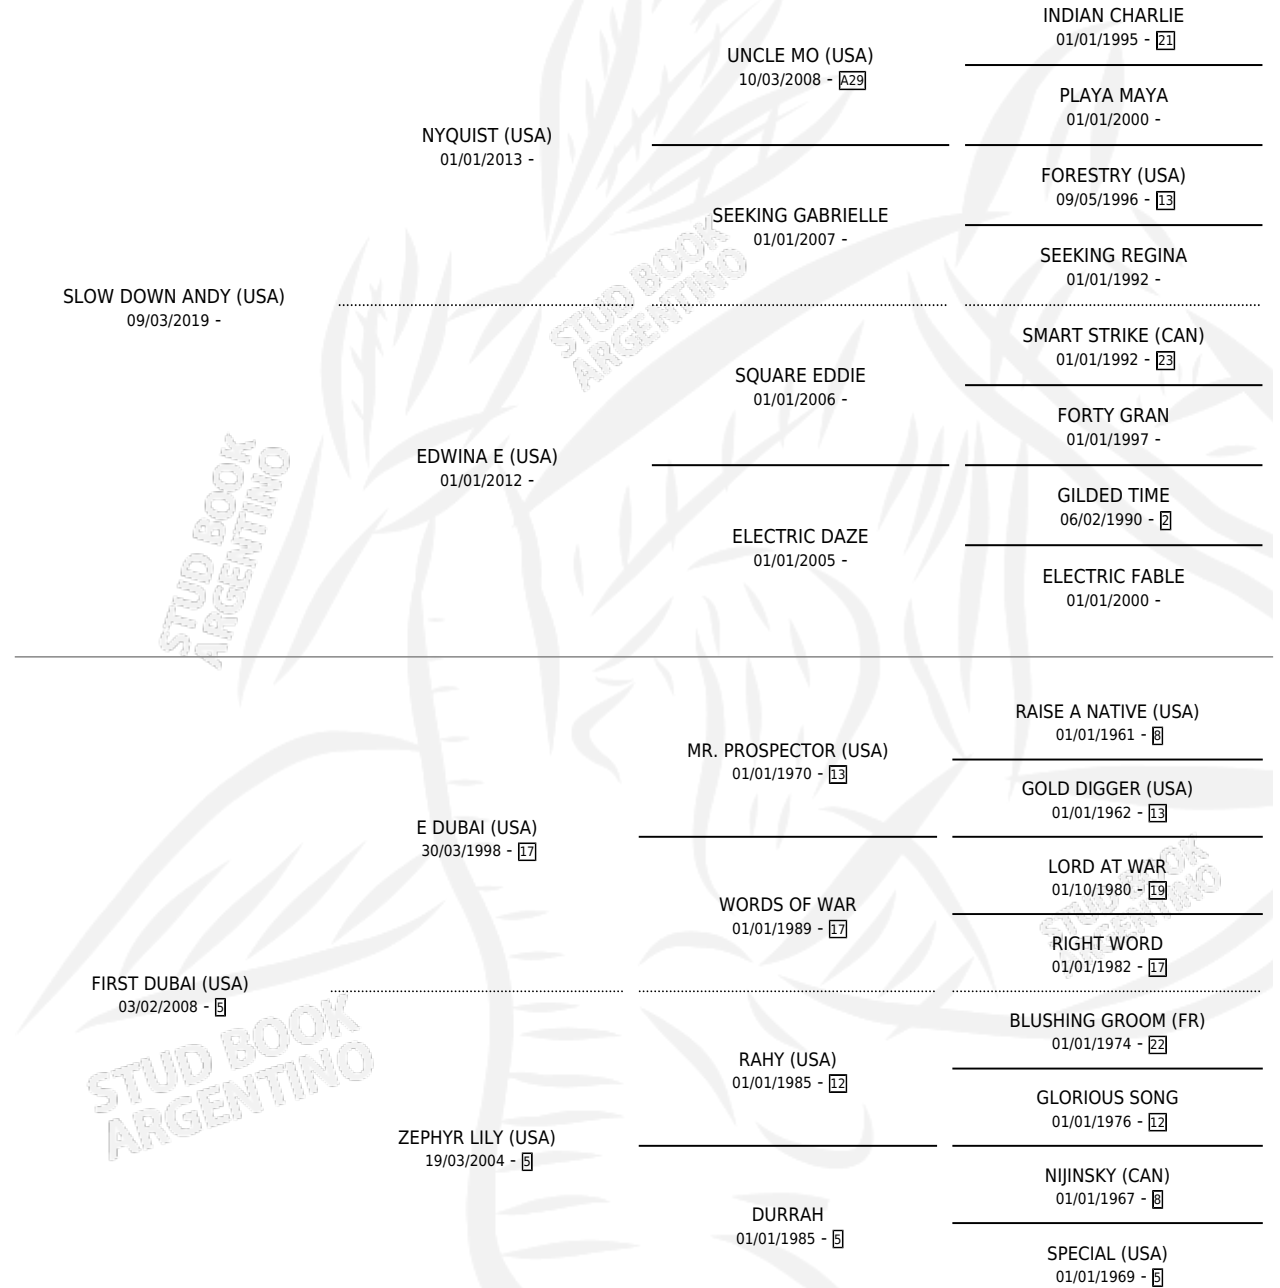 INDIAN CHARLIE
01/01/1995 - 21
UNCLE MO (USA)
10/03/2008 - A29
PLAYA MAYA
01/01/2000 -
NYQUIST (USA)
01/01/2013 -
FORESTRY (USA)
09/05/1996 - 13
SEEKING GABRIELLE
01/01/2007 -
SEEKING REGINA
01/01/1992 -
SLOW DOWN ANDY (USA)
09/03/2019 -
SMART STRIKE (CAN)
01/01/1992 - 23
SQUARE EDDIE
01/01/2006 -
FORTY GRAN
01/01/1997 -
EDWINA E (USA)
01/01/2012 -
GILDED TIME
06/02/1990 - 2
ELECTRIC DAZE
01/01/2005 -
ELECTRIC FABLE
01/01/2000 -
RAISE A NATIVE (USA)
01/01/1961 - 8
MR. PROSPECTOR (USA)
01/01/1970 - 13
GOLD DIGGER (USA)
01/01/1962 - 13
E DUBAI (USA)
30/03/1998 - 17
LORD AT WAR
01/10/1980 - 19
WORDS OF WAR
01/01/1989 - 17
RIGHT WORD
01/01/1982 - 17
FIRST DUBAI (USA)
03/02/2008 - 5
BLUSHING GROOM (FR)
01/01/1974 - 22
RAHY (USA)
01/01/1985 - 12
GLORIOUS SONG
01/01/1976 - 12
ZEPHYR LILY (USA)
19/03/2004 - 5
NIJINSKY (CAN)
01/01/1967 - 8
DURRAH
01/01/1985 - 5
SPECIAL (USA)
01/01/1969 - 5
STUD BOOK
ARGENTINO
STUD BOOK
ARGENTINO
STUD BOOK
ARGENTINO
STUD BOOK
ARGENTINO